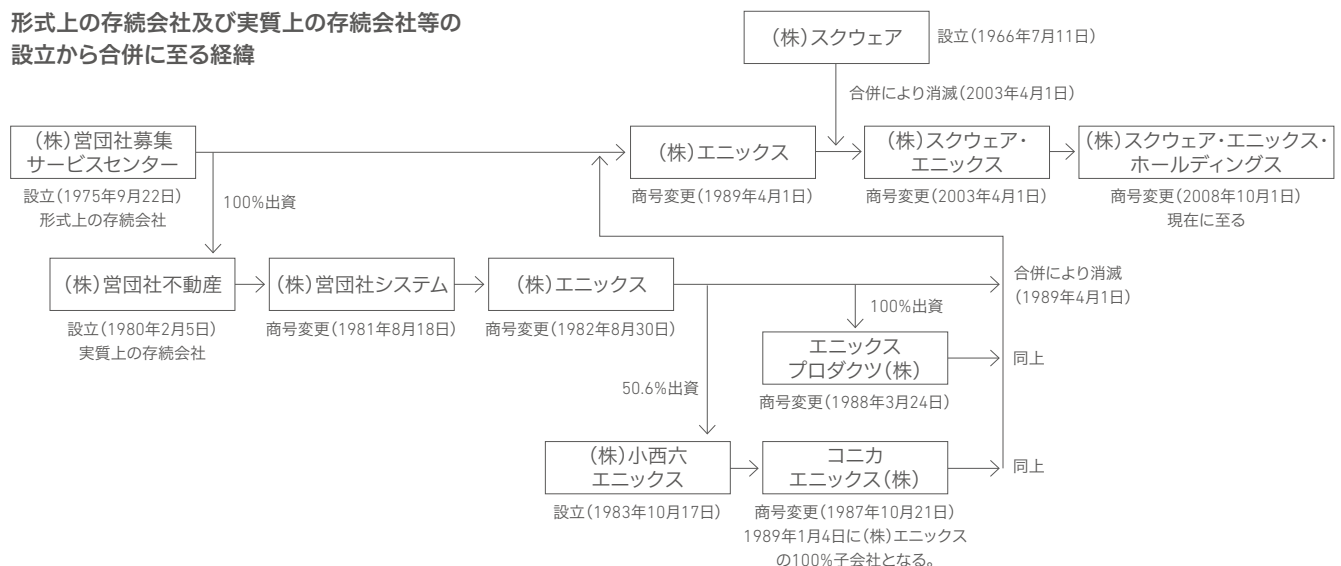 形式上の存続会社及び実質上の存続会社等の
設立から合併に至る経緯
(株)スクウェア
設立(1966年7月11日)
合併により消滅(2003年4月1日)
(株)営団社募集
サービスセンター
設立(1975年9月22日)
形式上の存続会社
100%出資
(株)エニックス
商号変更(1989年4月1日)
(株)スクウェア・
エニックス
商号変更(2003年4月1日)
(株)スクウェア・エニックス・
ホールディングス
商号変更(2008年10月1日)
現在に至る
(株)営団社不動産
設立(1980年2月5日)
実質上の存続会社
(株)営団社システム
商号変更(1981年8月18日)
(株)エニックス
商号変更(1982年8月30日)
合併により消滅
(1989年4月1日)
100%出資
エニックス
プロダクツ(株)
商号変更(1988年3月24日)
同上
50.6%出資
(株)小西六
エニックス
設立(1983年10月17日)
コニカ
エニックス(株)
商号変更(1987年10月21日)
1989年1月4日に(株)エニックス
の100%子会社となる。
同上